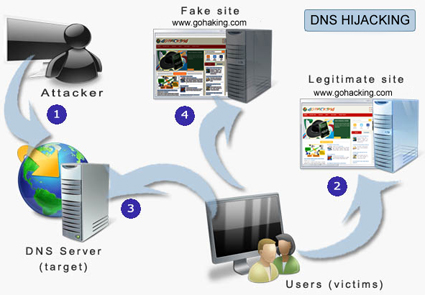 DNS HIJACKING
Fake site
www.gohaking.com
Attacker
Legitimate site
www.gohacking.com
1
4
2
3
DNS Server
(target)
Users (victims)